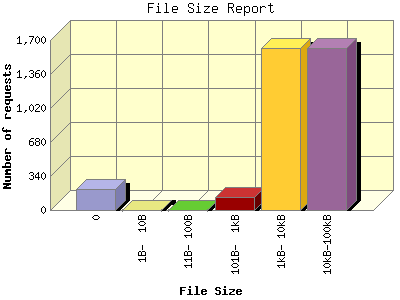 File Size Report
Number of requests
1,700
1,360
1,020
680
340
0
0
1B- 10B
11B- 100B
101B- 1kB
1kB- 10kB
10kB-100kB
File Size